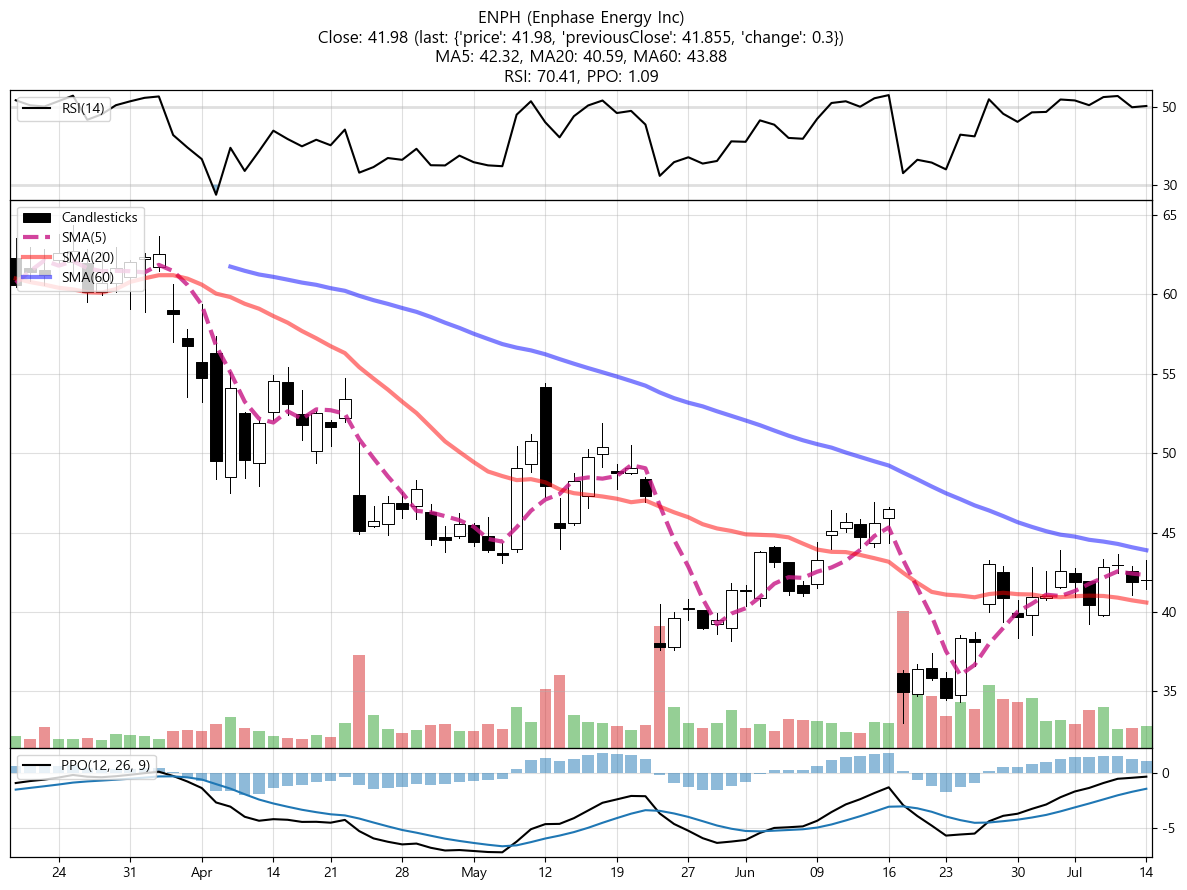 ENPH (Enphase Energy Inc)
Close: 41.98 (last: {'price': 41.98, 'previousClose': 41.855, 'change': 0.3})
MA5: 42.32, MA20: 40.59, MA60: 43.88
RSI: 70.41, PPO: 1.09
RSI(14)
50
30
Candlesticks
SMA(5)
SMA(20)
SMA(60)
65
60
55
50
45
40
35
PPO(12, 26, 9)
0
-5
24 31 Apr 14 21 28 May 12 19 27 Jun 09 16 23 30 Jul 14